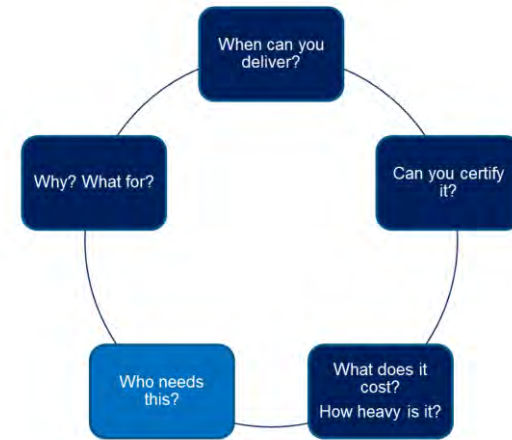 When can you
deliver?
Why? What for?
Can you certify
it?
Who needs
this?
What does it
cost?
How heavy is it?